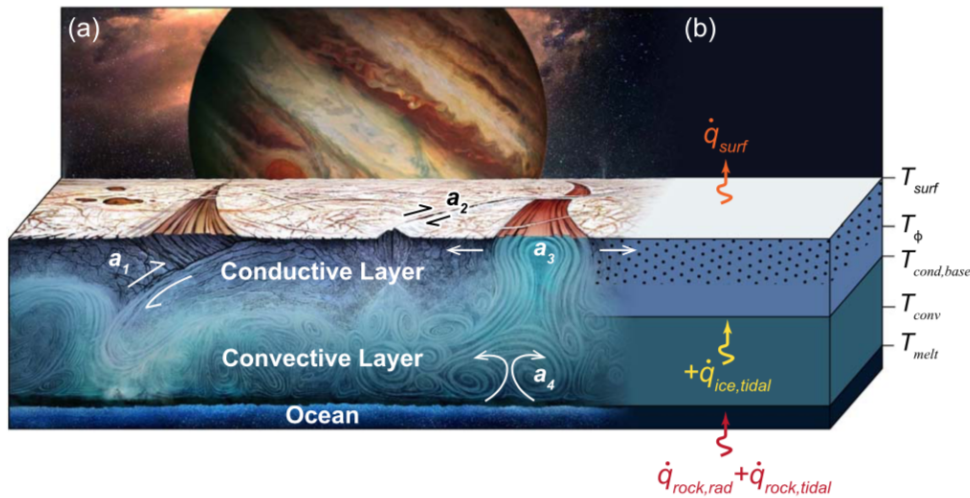 (a)
(b)
q̇surf
Tsurf
a2
Tϕ
a1
Conductive Layer
a3
Tcond,base
Tconv
Convective Layer
Tmelt
+q̇ice,tidal
a4
Ocean
q̇rock,rad+q̇rock,tidal